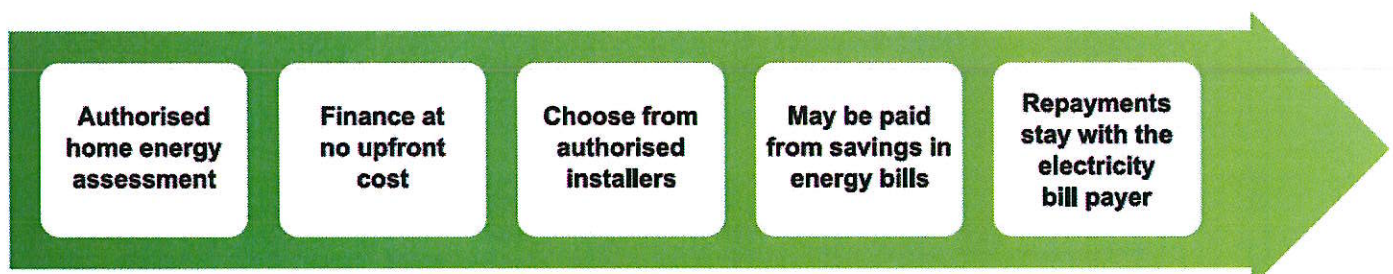 Authorised
home energy
assessment
Finance at
no upfront
cost
Choose from
authorised
installers
May be paid
from savings in
energy bills
Repayments
stay with the
electricity
bill payer